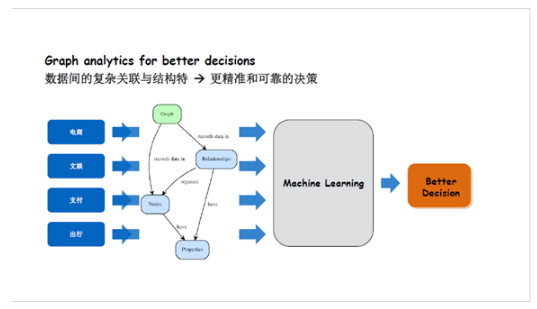 Graph analytics for better decisions
数据间的复杂关联与结构特 → 更精准和可靠的决策
电商
文娱
支付
出行
Graph
records data in
records data in
Relationships
organize
Nodes
have
have
Properties
Machine Learning
Better
Decision